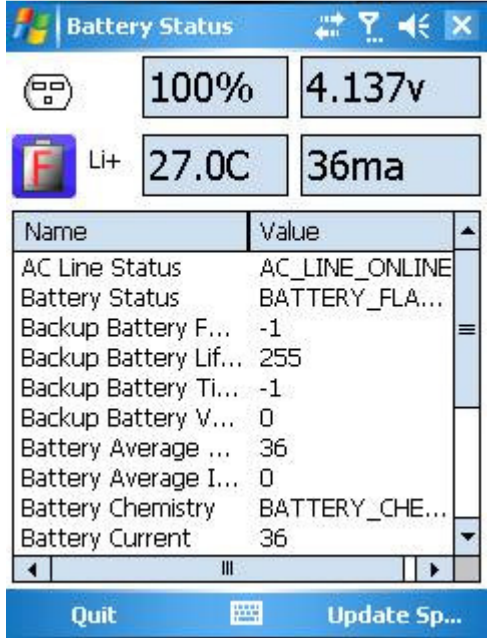 Battery Status
100% 4.137v
F Li+ 27.0C 36ma
Name Value
AC Line Status AC_LINE_ONLINE
Battery Status BATTERY_FLA...
Backup Battery F... -1
Backup Battery Lif... 255
Backup Battery Ti... -1
Backup Battery V... 0
Battery Average ... 36
Battery Average I... 0
Battery Chemistry BATTERY_CHE...
Battery Current 36
Quit Update Sp...